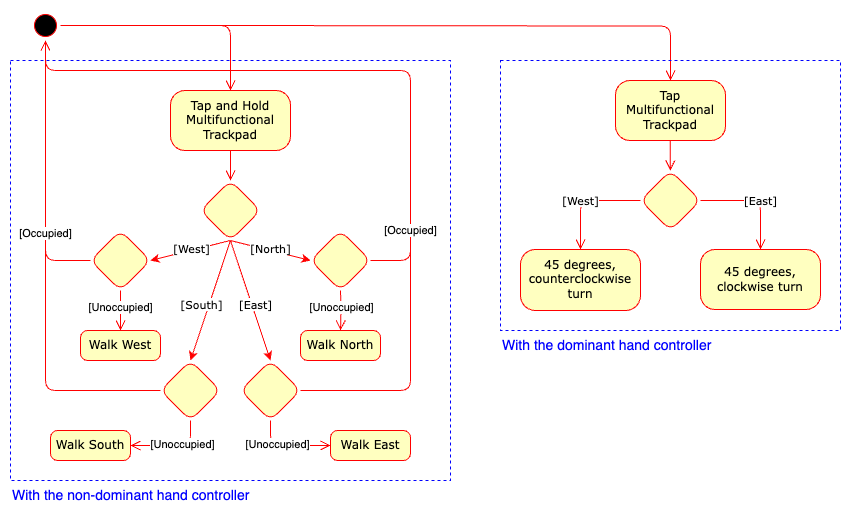 Tap and Hold
Multifunctional
Trackpad
Tap
Multifunctional
Trackpad
[West]
[East]
[Occupied]
[West]
[North]
[Occupied]
45 degrees,
counterclockwise
turn
45 degrees,
clockwise turn
[Unoccupied]
[South]
[East]
[Unoccupied]
Walk West
Walk North
With the dominant hand controller
Walk South
[Unoccupied]
[Unoccupied]
Walk East
With the non-dominant hand controller